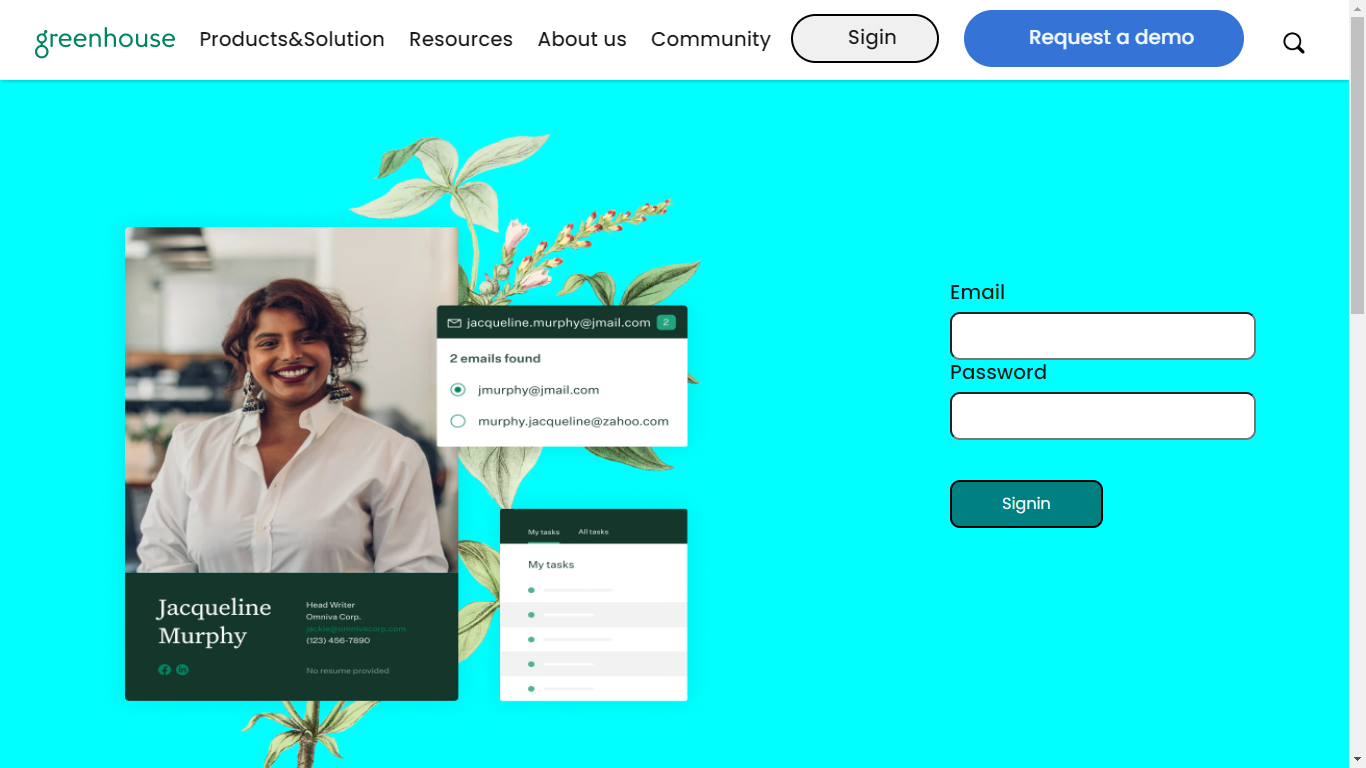 greenhouse Products&Solution Resources About us Community Sigin Request a demo
jacqueline.murphy@jmail.com 2
2 emails found
jmurphy@jmail.com
murphy.jacqueline@zahoo.com
Email
Password
Signin
My tasks All tasks
My tasks
Jacqueline
Murphy
Head Writer
Omniva Corp.
jackie@omnivacorp.com
(123) 456-7890
No resume provided